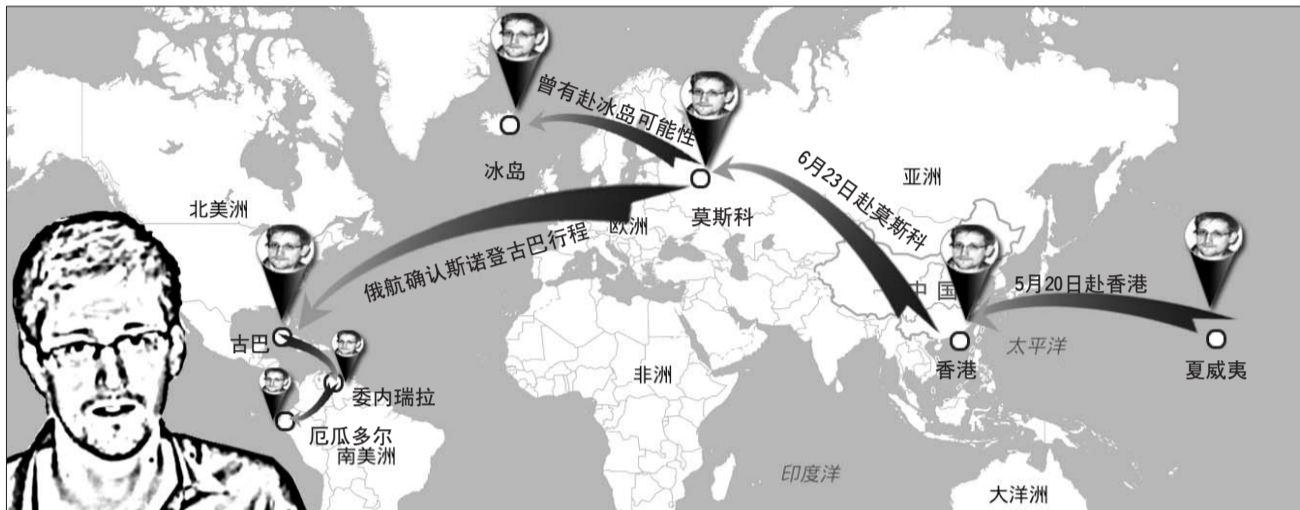 曾有赴冰岛可能性
冰岛
6月23日赴莫斯科
亚洲
北美洲
莫斯科
欧洲
俄航确认斯诺登古巴行程
中国
5月20日赴香港
古巴
太平洋
香港
夏威夷
非洲
委内瑞拉
厄瓜多尔
南美洲
印度洋
大洋洲